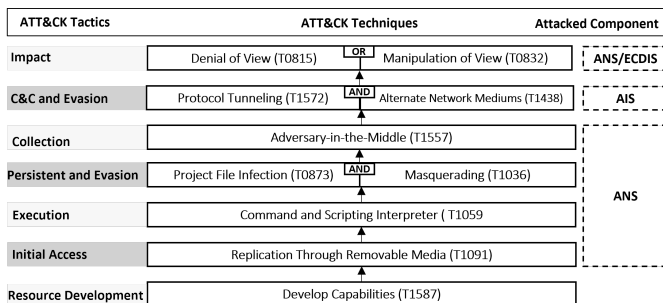 ATT&CK Tactics ATT&CK Techniques Attacked Component
Impact Denial of View (T0815) OR Manipulation of View (T0832) ANS/ECDIS
C&C and Evasion Protocol Tunneling (T1572) AND Alternate Network Mediums (T1438) AIS
Collection Adversary-in-the-Middle (T1557)
Persistent and Evasion Project File Infection (T0873) AND Masquerading (T1036)
ANS
Execution Command and Scripting Interpreter ( T1059
Initial Access Replication Through Removable Media (T1091)
Resource Development Develop Capabilities (T1587)